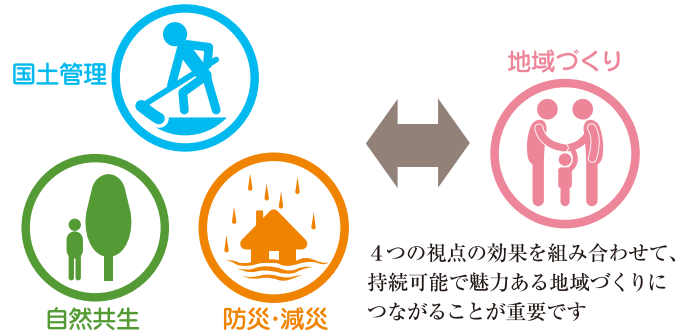 国土管理
地域づくり
自然共生
防災・減災
4つの視点の効果を組み合わせて、
持続可能で魅力ある地域づくりに
つながることが重要です